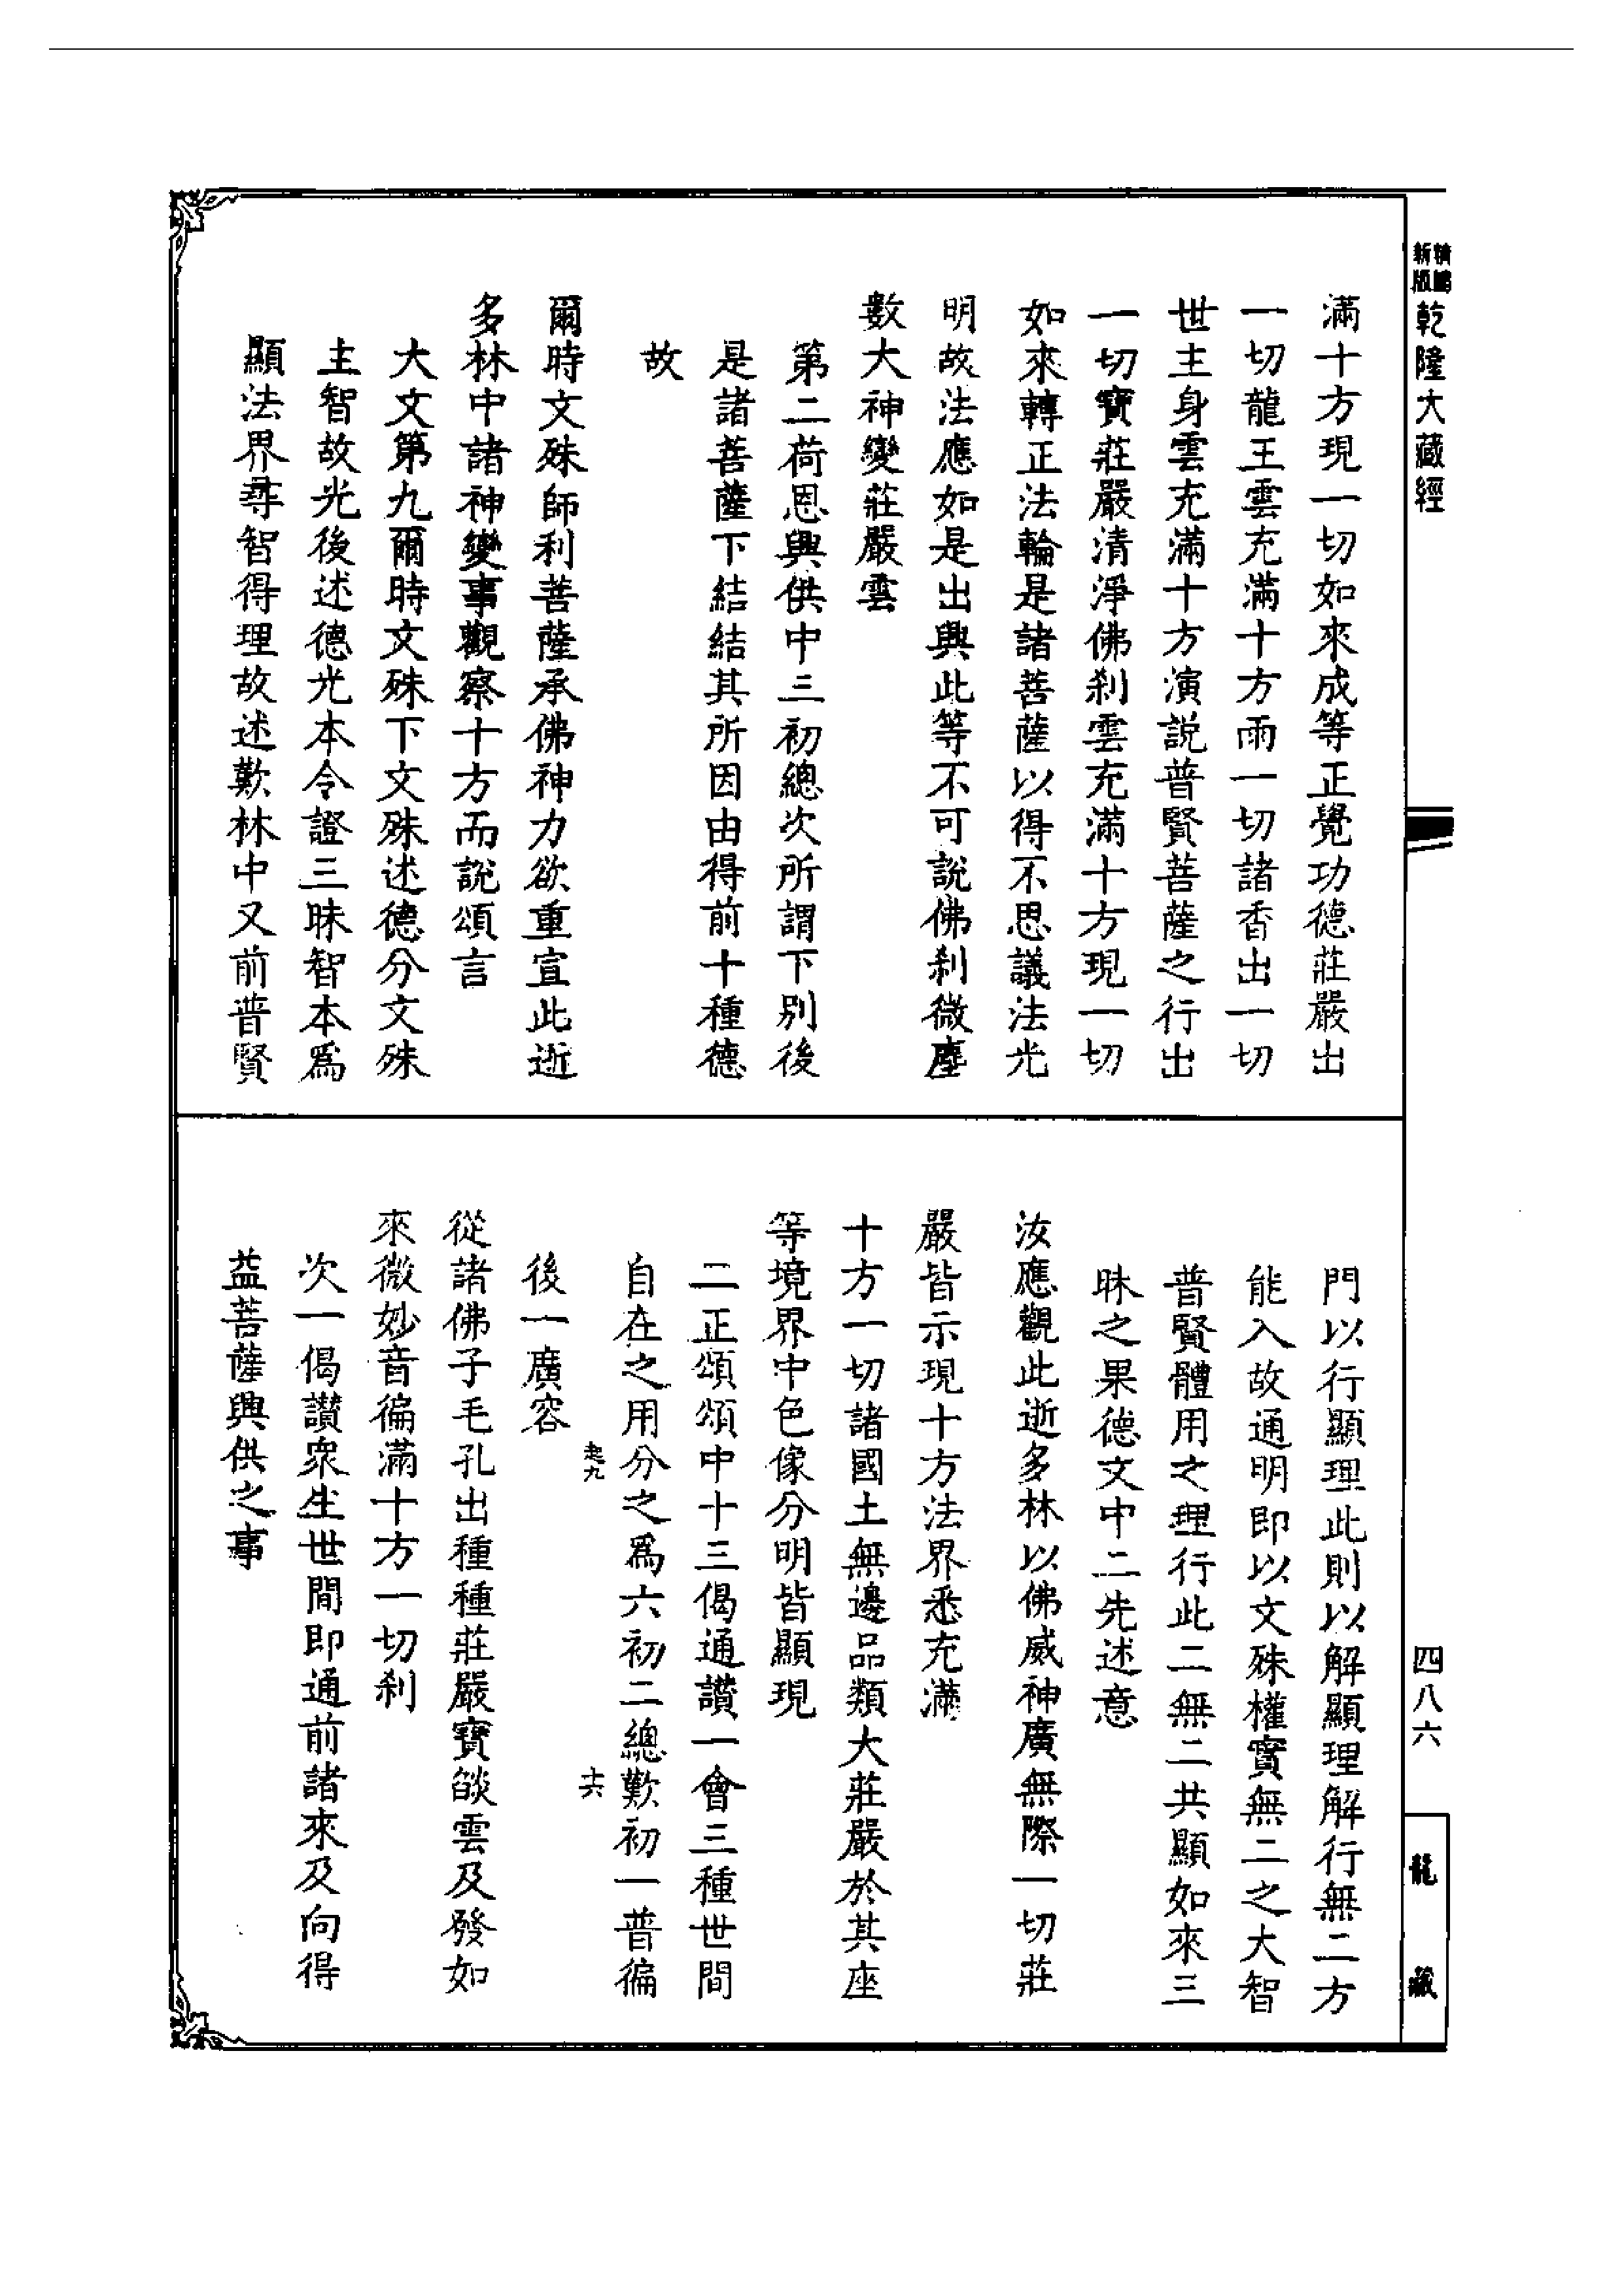 新版
精縮
乾隆大藏經
滿十方現一切如來成等正覺功德莊嚴出
一切龍王雲充滿十方雨一切諸香出一切
世主身雲充滿十方演說普賢菩薩之行出
一切寶莊嚴清淨佛剎雲充滿十方現一切
如來轉正法輪是諸菩薩以得不思議法光
明故法應如是出興此等不可說佛剎微塵
數大神變莊嚴雲
第二荷恩興供中三初總次所謂下別後
是諸菩薩下結結其所因由得前十種德
故
爾時文殊師利菩薩承佛神力欲重宣此逝
多林中諸神變事觀察十方而說頌言
大文第九爾時文殊下文殊述德分文殊
主智故光後述德光本令證三昧智本為
顯法界尋智得理故述歎林中又前普賢
門以行顯理此則以解顯理解行無二方
能入故通明即以文殊權實無二之大智
普賢體用之理行此二無二共顯如來三
昧之果德文中二先述意
汝應觀此逝多林以佛威神廣無際一切莊
嚴皆示現十方法界悉充滿
十方一切諸國土無邊品類大莊嚴於其座
等境界中色像分明皆顯現
二正頌頌中十三偈通讚一會三種世間
自在之用分之為六初二總歎初一普徧
後一廣容
從諸佛子毛孔出種種莊嚴寶燄雲及發如
來微妙音徧滿十方一切剎
次一偈讚眾生世間即通前諸來及向得
益菩薩興供之事
起九
十六
四八六
龍藏